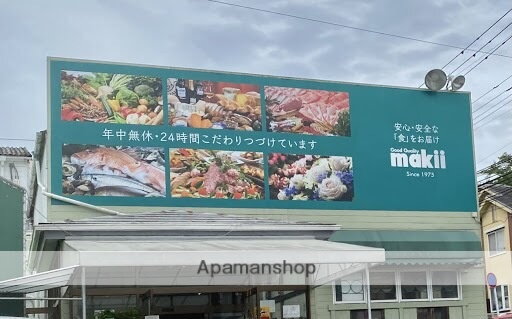 年中無休・24時間こだわりつづけています
安心・安全な
「食」をお届け
Good Quality
makii
Since 1973
Apamanshop